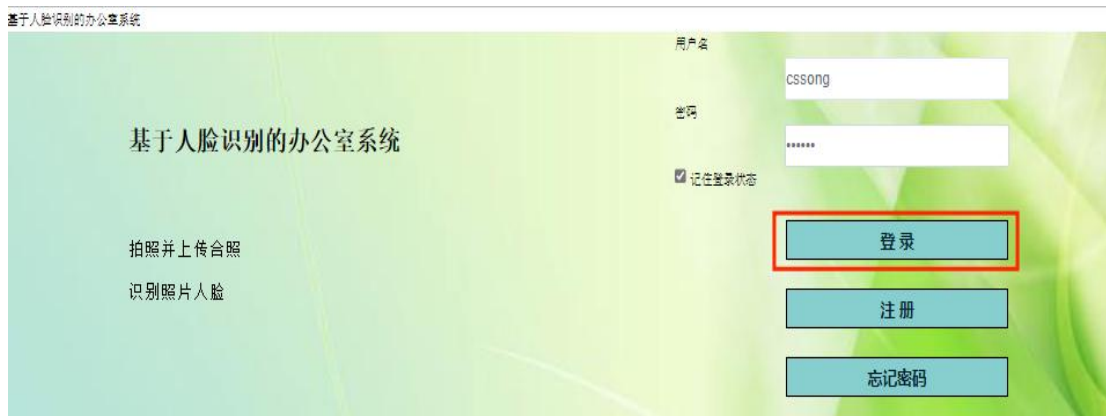 基于人脸识别的办公室系统
用户名
cssong
密码
••••••
基于人脸识别的办公室系统
记住登录状态
登录
拍照并上传合照
识别照片人脸
注册
忘记密码